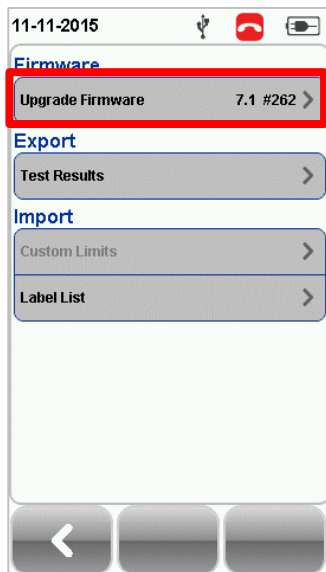 11-11-2015
Firmware
Upgrade Firmware 7.1 #262
Export
Test Results
Import
Custom Limits
Label List